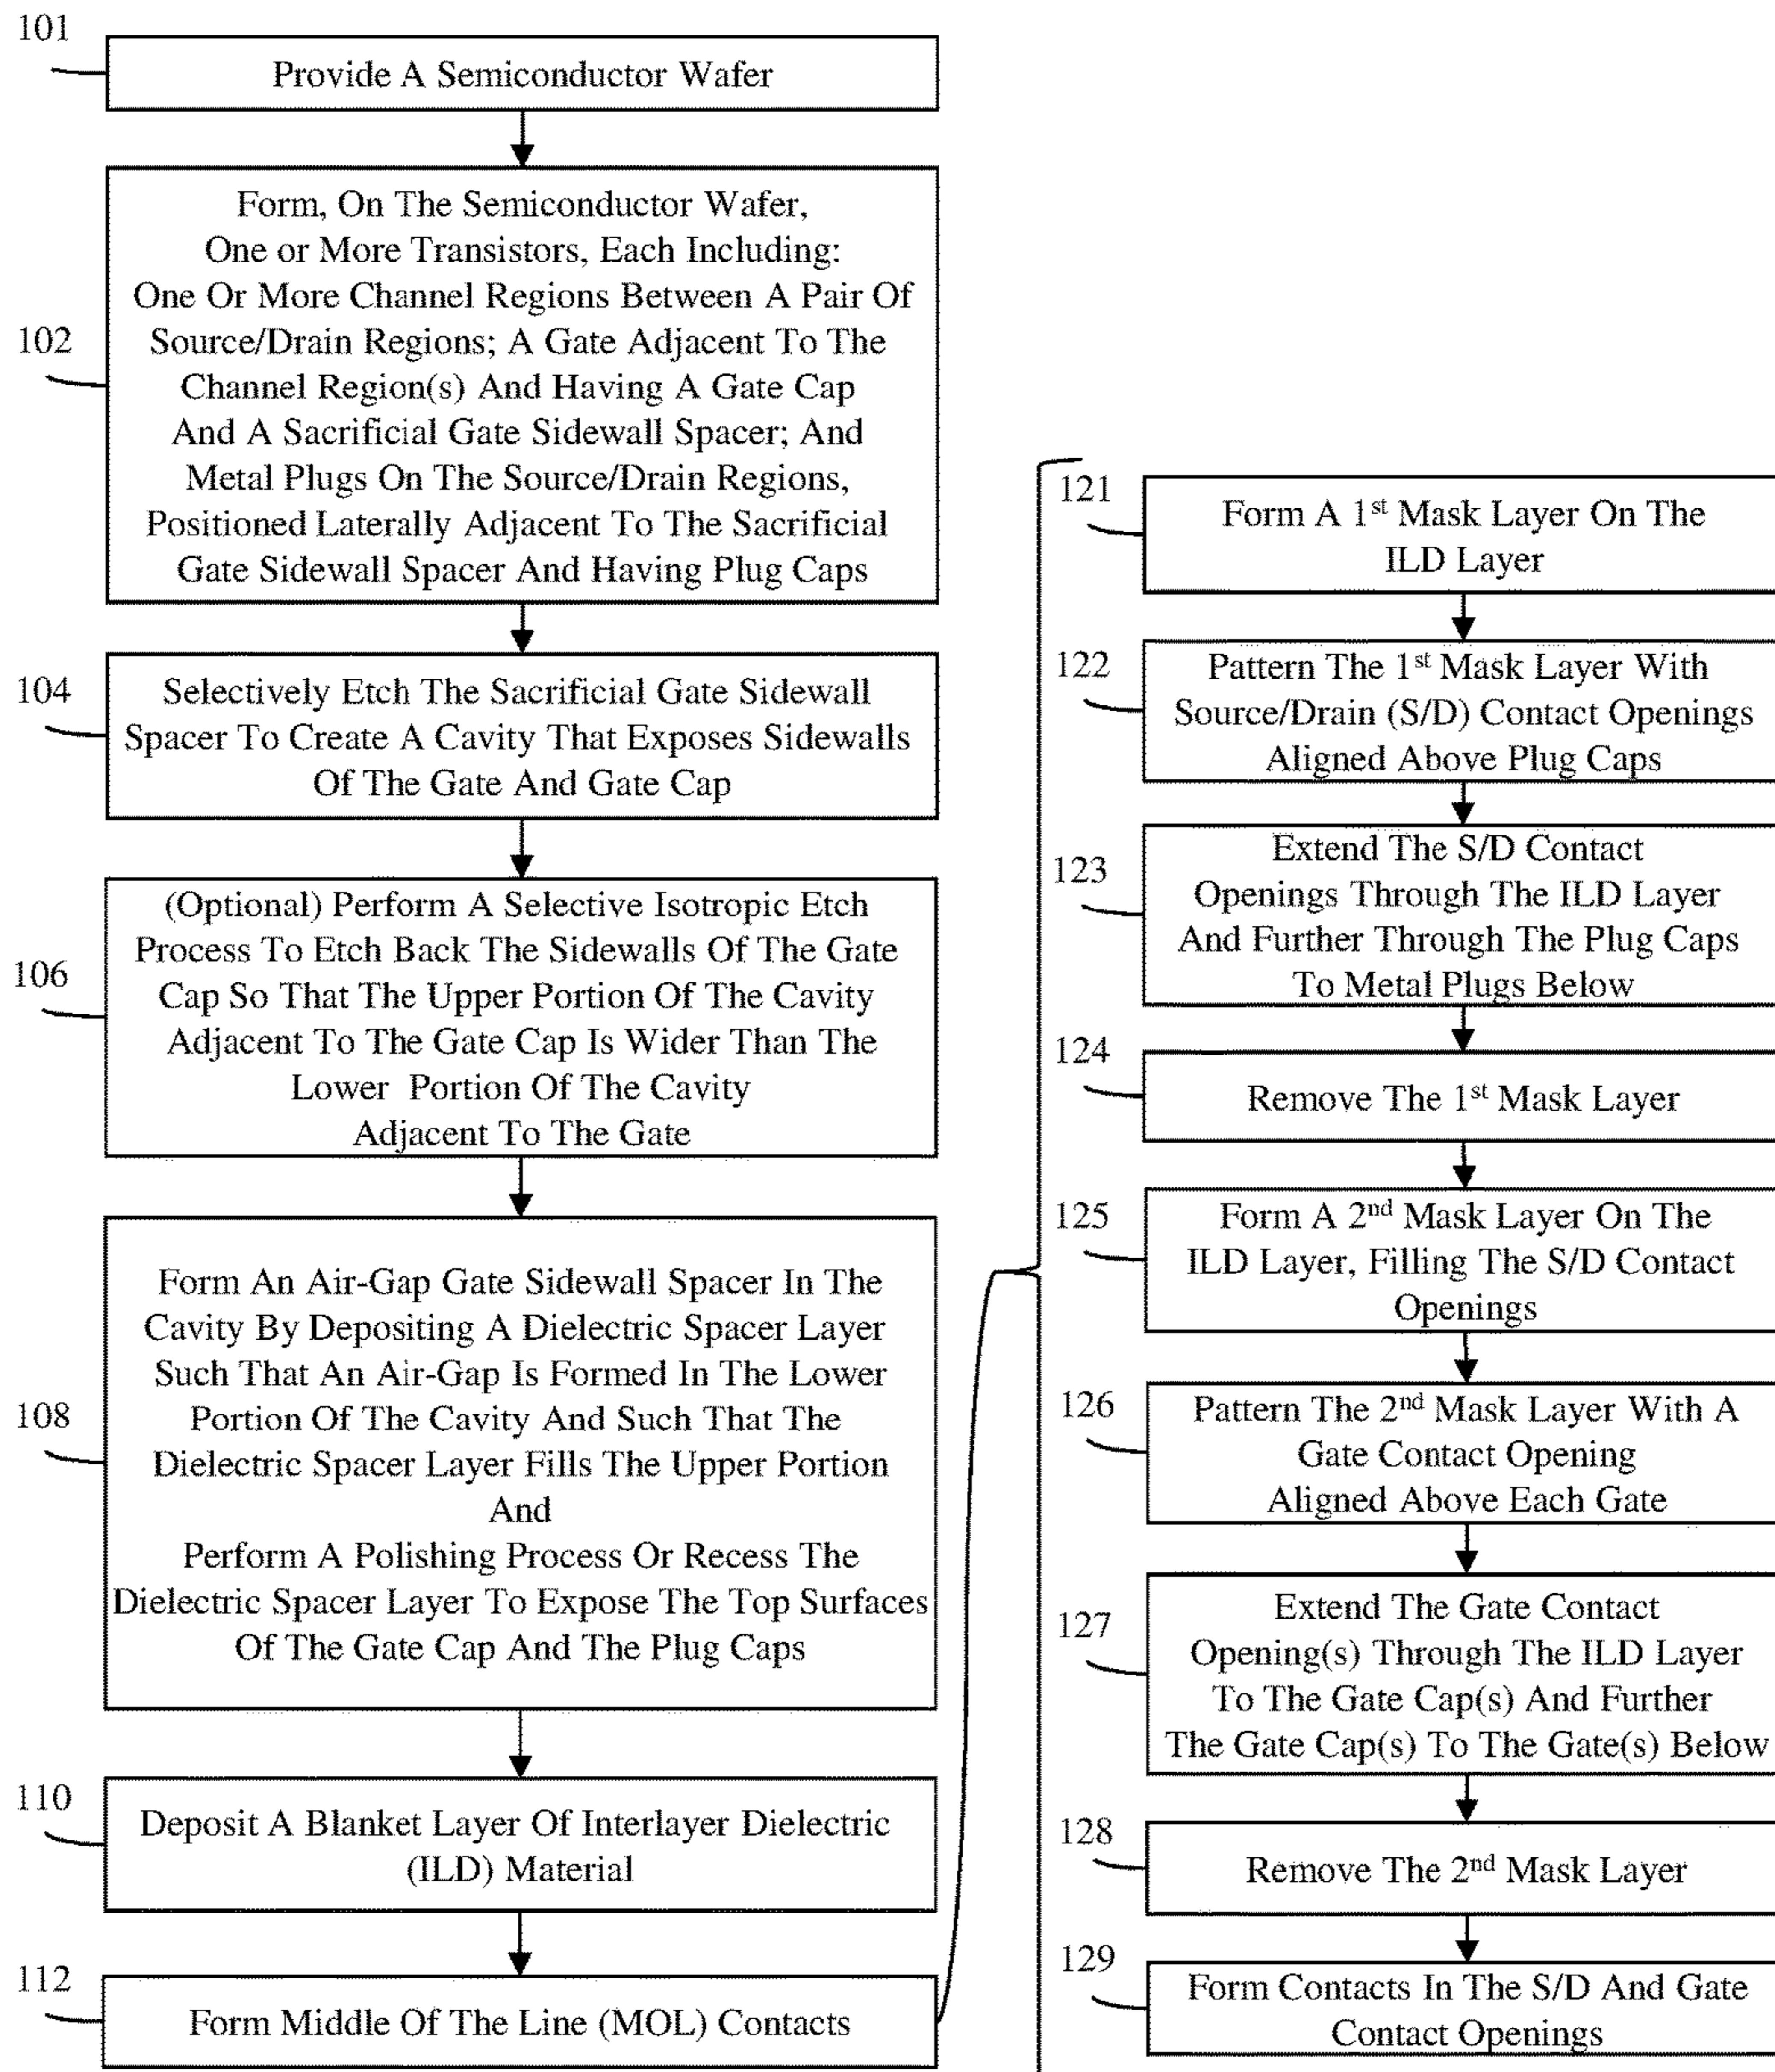 101
Provide A Semiconductor Wafer
102
Form, On The Semiconductor Wafer,
One or More Transistors, Each Including:
One Or More Channel Regions Between A Pair Of
Source/Drain Regions; A Gate Adjacent To The
Channel Region(s) And Having A Gate Cap
And A Sacrificial Gate Sidewall Spacer; And
Metal Plugs On The Source/Drain Regions,
Positioned Laterally Adjacent To The Sacrificial
Gate Sidewall Spacer And Having Plug Caps
104
Selectively Etch The Sacrificial Gate Sidewall
Spacer To Create A Cavity That Exposes Sidewalls
Of The Gate And Gate Cap
106
(Optional) Perform A Selective Isotropic Etch
Process To Etch Back The Sidewalls Of The Gate
Cap So That The Upper Portion Of The Cavity
Adjacent To The Gate Cap Is Wider Than The
Lower Portion Of The Cavity
Adjacent To The Gate
108
Form An Air-Gap Gate Sidewall Spacer In The
Cavity By Depositing A Dielectric Spacer Layer
Such That An Air-Gap Is Formed In The Lower
Portion Of The Cavity And Such That The
Dielectric Spacer Layer Fills The Upper Portion
And
Perform A Polishing Process Or Recess The
Dielectric Spacer Layer To Expose The Top Surfaces
Of The Gate Cap And The Plug Caps
110
Deposit A Blanket Layer Of Interlayer Dielectric
(ILD) Material
112
Form Middle Of The Line (MOL) Contacts
121
Form A 1st Mask Layer On The
ILD Layer
122
Pattern The 1st Mask Layer With
Source/Drain (S/D) Contact Openings
Aligned Above Plug Caps
123
Extend The S/D Contact
Openings Through The ILD Layer
And Further Through The Plug Caps
To Metal Plugs Below
124
Remove The 1st Mask Layer
125
Form A 2nd Mask Layer On The
ILD Layer, Filling The S/D Contact
Openings
126
Pattern The 2nd Mask Layer With A
Gate Contact Opening
Aligned Above Each Gate
127
Extend The Gate Contact
Opening(s) Through The ILD Layer
To The Gate Cap(s) And Further
The Gate Cap(s) To The Gate(s) Below
128
Remove The 2nd Mask Layer
129
Form Contacts In The S/D And Gate
Contact Openings